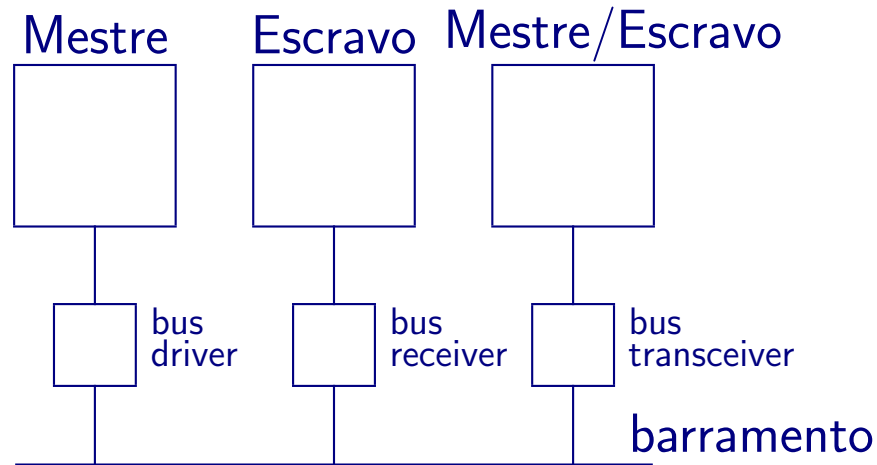 Mestre
Escravo
Mestre/Escravo
bus
driver
bus
receiver
bus
transceiver
barramento